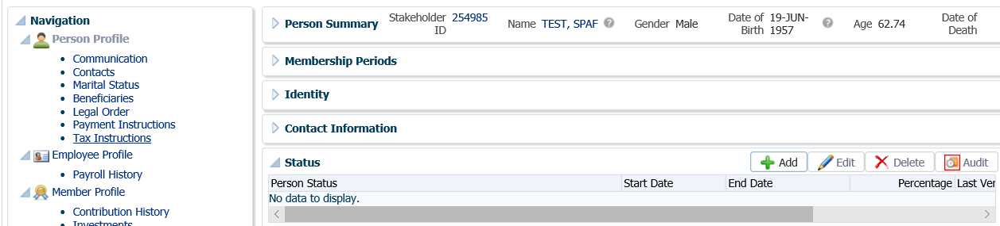 Navigation
Person Profile
Communication
Contacts
Marital Status
Beneficiaries
Legal Order
Payment Instructions
Tax Instructions
Employee Profile
Payroll History
Member Profile
Contribution History
Investments
Person Summary Stakeholder ID 254985 Name TEST, SPAF Gender Male Date of Birth 19-JUN-1957 Age 62.74 Date of Death
Membership Periods
Identity
Contact Information
Status Add Edit Delete Audit
Person Status Start Date End Date Percentage Last Ver
No data to display.